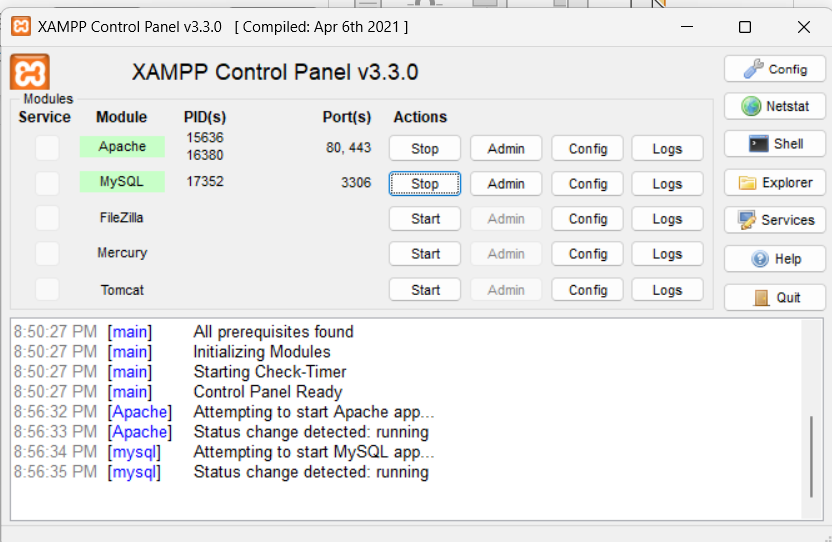 XAMPP Control Panel v3.3.0 [ Compiled: Apr 6th 2021 ]
XAMPP Control Panel v3.3.0
Config
Modules
Service Module PID(s) Port(s) Actions
Netstat
Apache 15636 16380 80, 443 Stop Admin Config Logs
Shell
MySQL 17352 3306 Stop Admin Config Logs
Explorer
FileZilla Start Admin Config Logs
Services
Mercury Start Admin Config Logs
Help
Tomcat Start Admin Config Logs
Quit
8:50:27 PM [main] All prerequisites found
8:50:27 PM [main] Initializing Modules
8:50:27 PM [main] Starting Check-Timer
8:50:27 PM [main] Control Panel Ready
8:56:32 PM [Apache] Attempting to start Apache app...
8:56:33 PM [Apache] Status change detected: running
8:56:34 PM [mysql] Attempting to start MySQL app...
8:56:35 PM [mysql] Status change detected: running